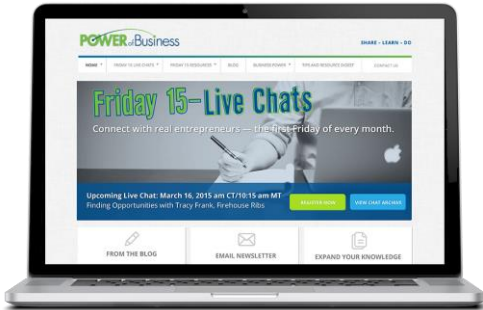 POWER of Business
SHARE • LEARN • DO
HOME
FRIDAY 15 LIVE CHATS
FRIDAY 15 RESOURCES
BLOG
BUSINESS POWER
TIPS AND RESOURCE GUIDES
CONTACT US
Friday 15-Live Chats
Connect with real entrepreneurs — the first Friday of every month.
Upcoming Live Chat: March 16, 2015 am CT/10:15 am MT
Finding Opportunities with Tracy Frank, Firehouse Ribs
REGISTER NOW
VIEW CHAT ARCHIVE
FROM THE BLOG
EMAIL NEWSLETTER
EXPAND YOUR KNOWLEDGE